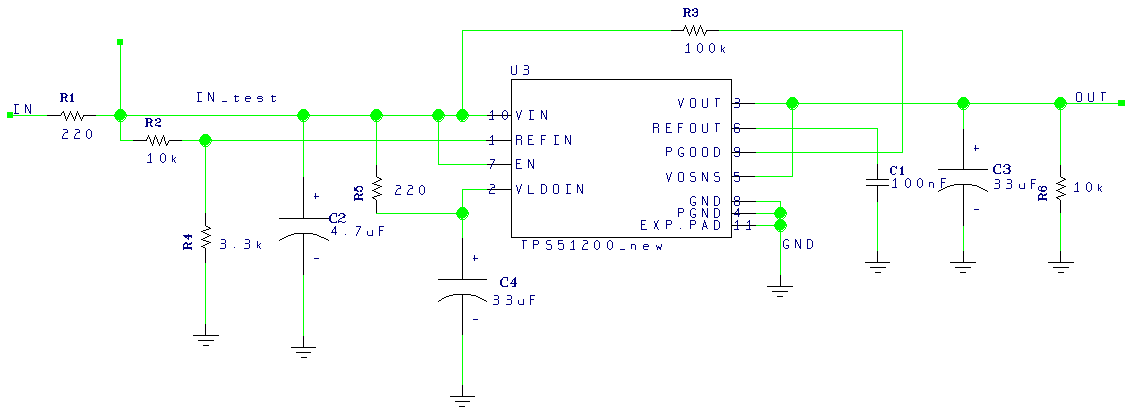 R3
100k
U3
IN
R1
220
IN_test
R2
10k
10 VIN
1 REFIN
7 EN
2 VLDOIN
VOUT 3
REFOUT 6
PGOOD 9
VOSNS 5
GND 8
PGND 4
EXP.PAD 11
TPS51200_new
GND
OUT
R5
220
R4
3.3k
+
C2
4.7uF
-
+
C4
33uF
-
C1
100nF
+
C3
33uF
-
R6
10k